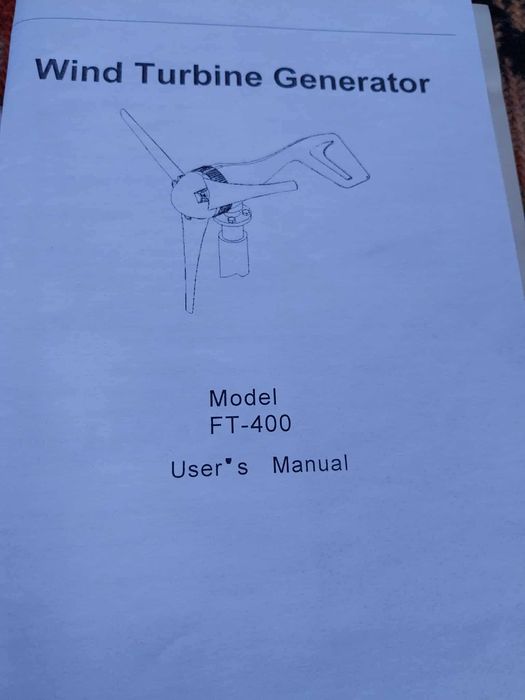 Wind Turbine Generator
Model
FT-400
User's Manual